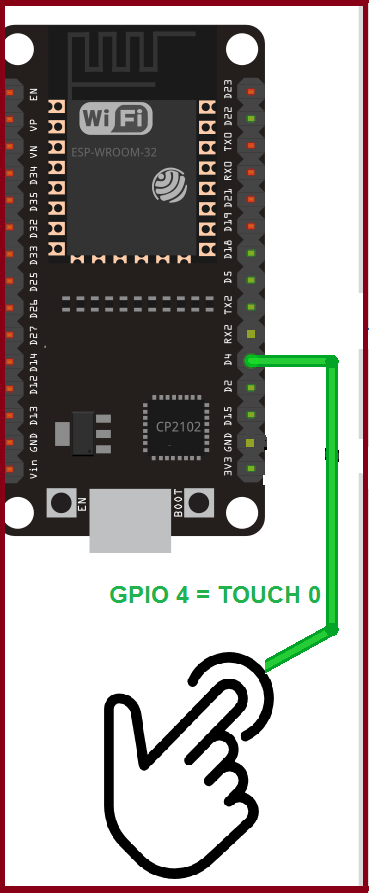 EN
VP
VN
D34
D35
D32
D33
D25
D26
D27
D14
D12
D13
GND
Vin
WiFi
ESP-WROOM-32
D23
D22
TX0
RX0
D21
D19
D18
D5
TX2
RX2
D4
D2
D15
GND
3V3
CP2102
EN
BOOT
GPIO 4 = TOUCH 0